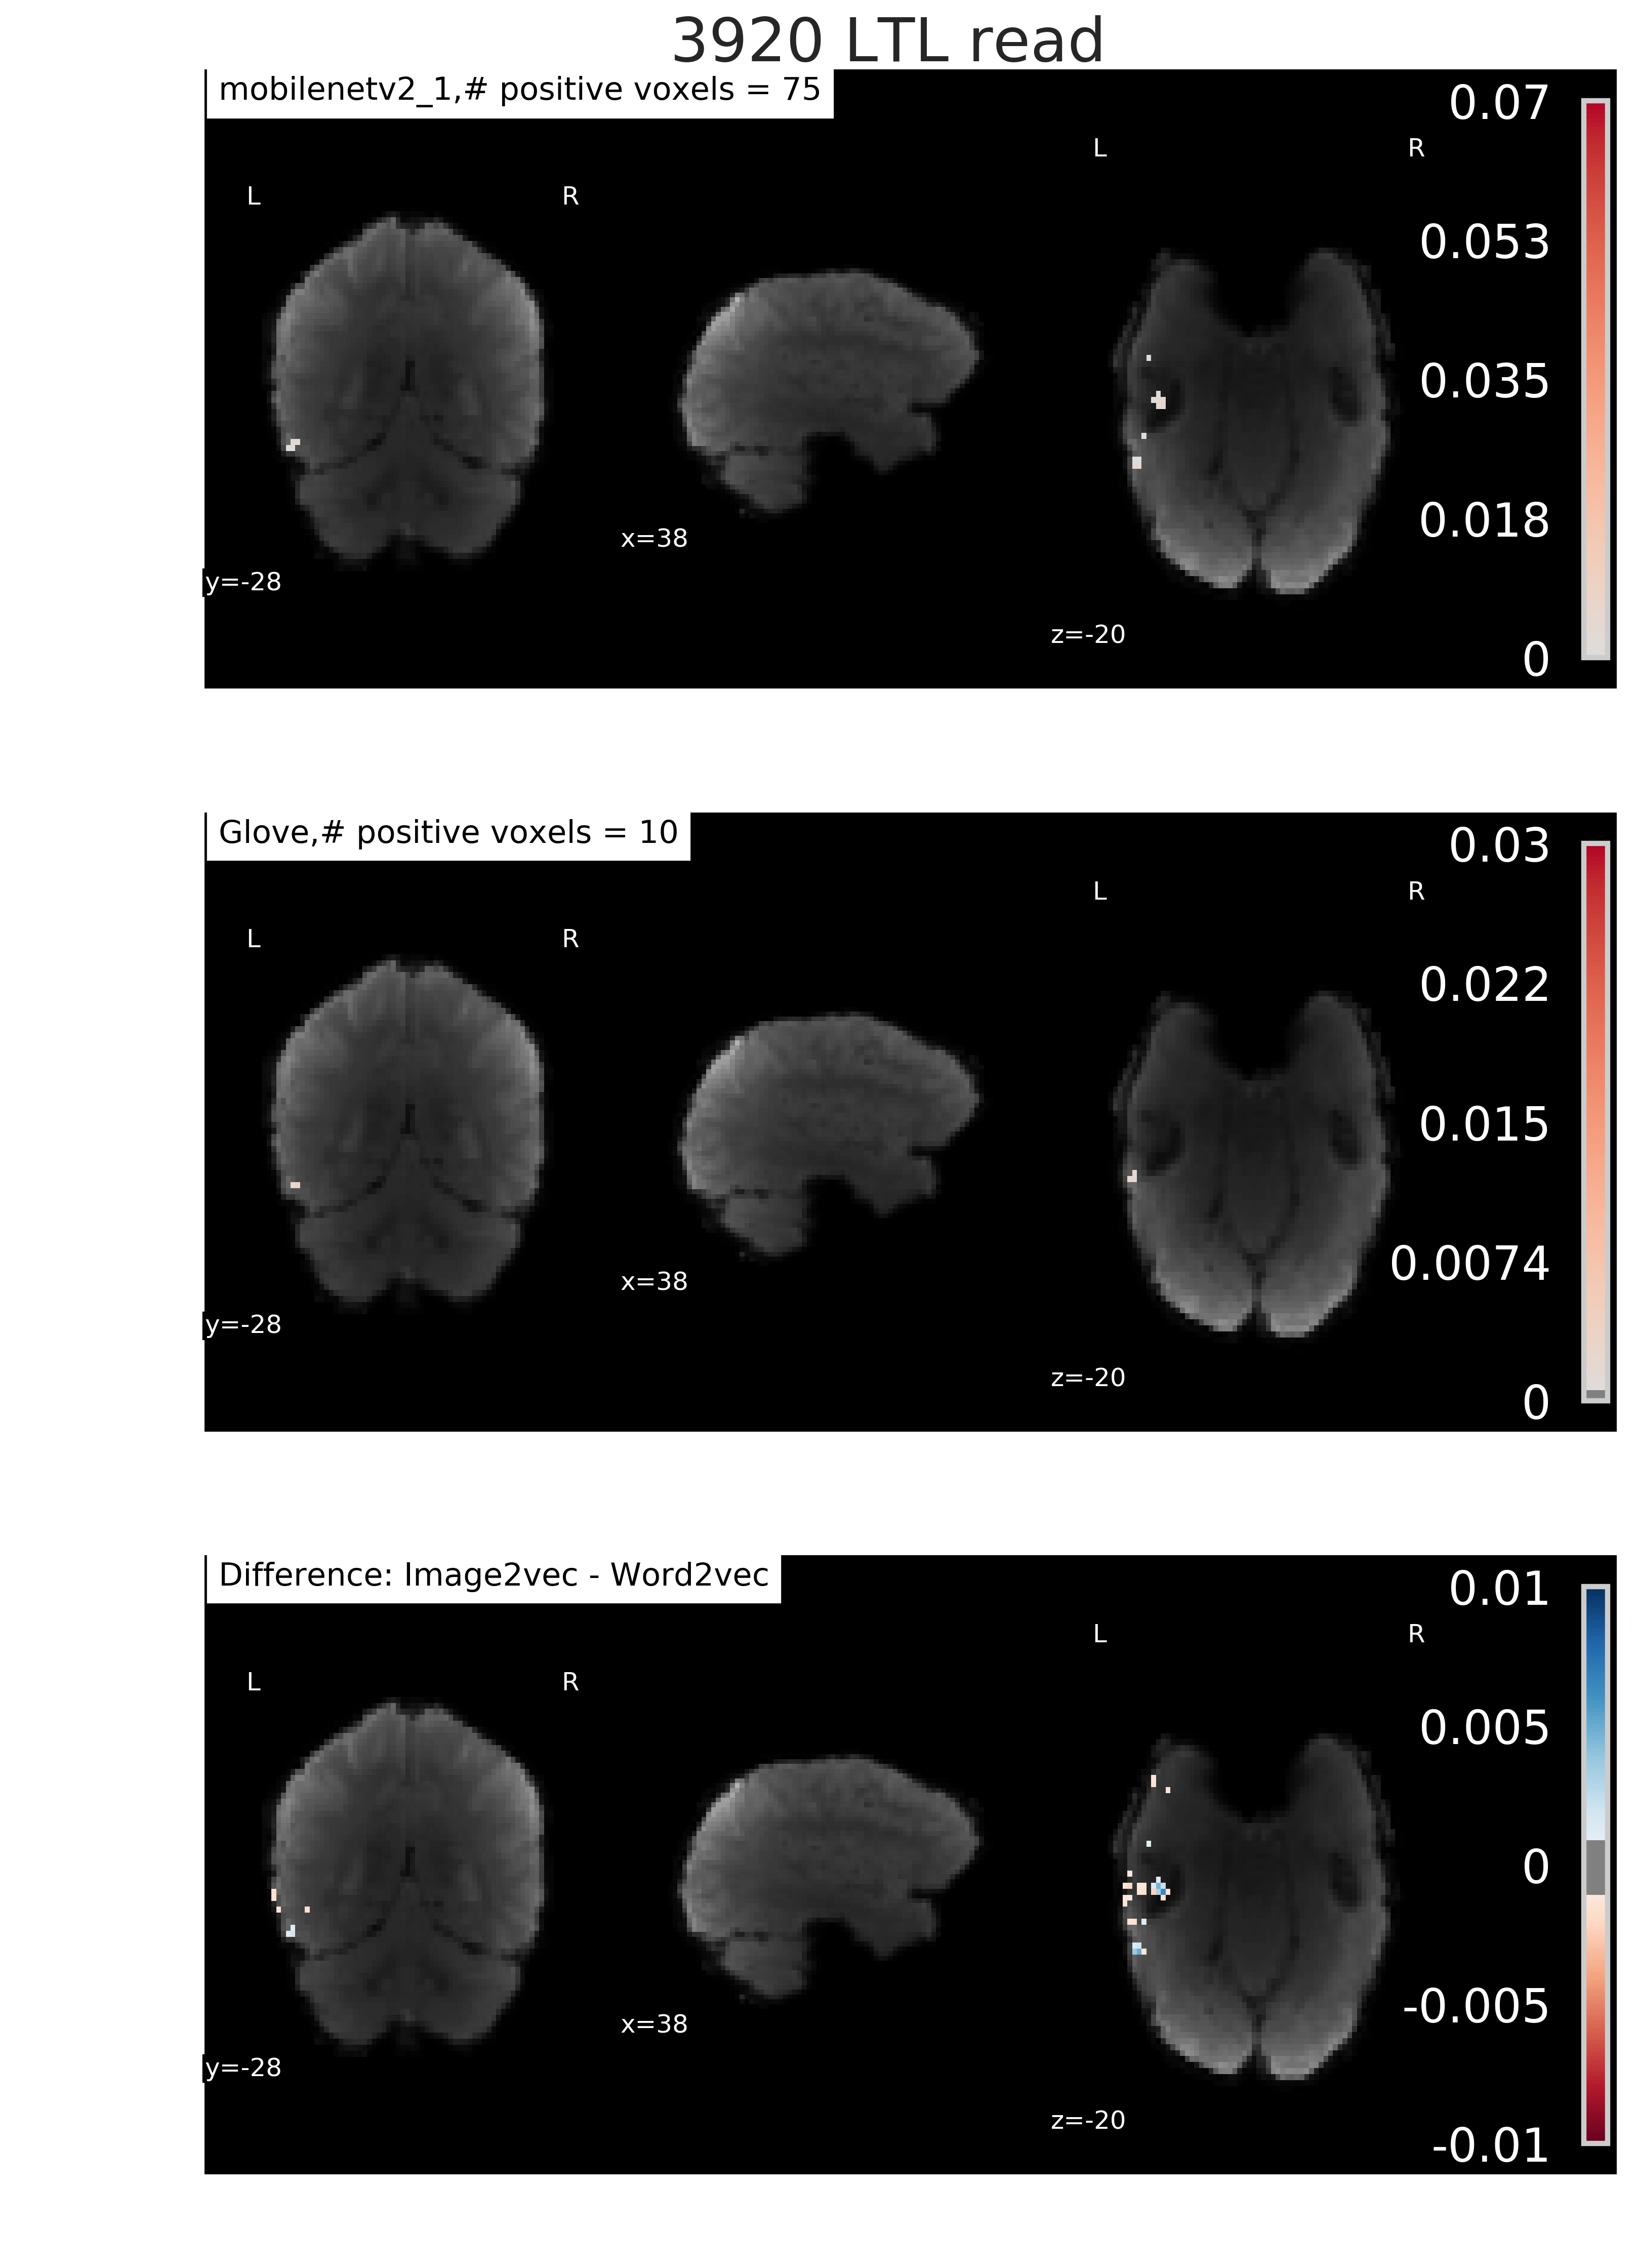 3920 LTL read
mobilenetv2_1,# positive voxels = 75
0.07
L R
L R
0.053
0.035
0.018
x=38
y=-28
z=-20
0
Glove,# positive voxels = 10
0.03
L R
L R
0.022
0.015
0.0074
x=38
y=-28
z=-20
0
Difference: Image2vec - Word2vec
0.01
L R
L R
0.005
0
-0.005
x=38
y=-28
z=-20
-0.01